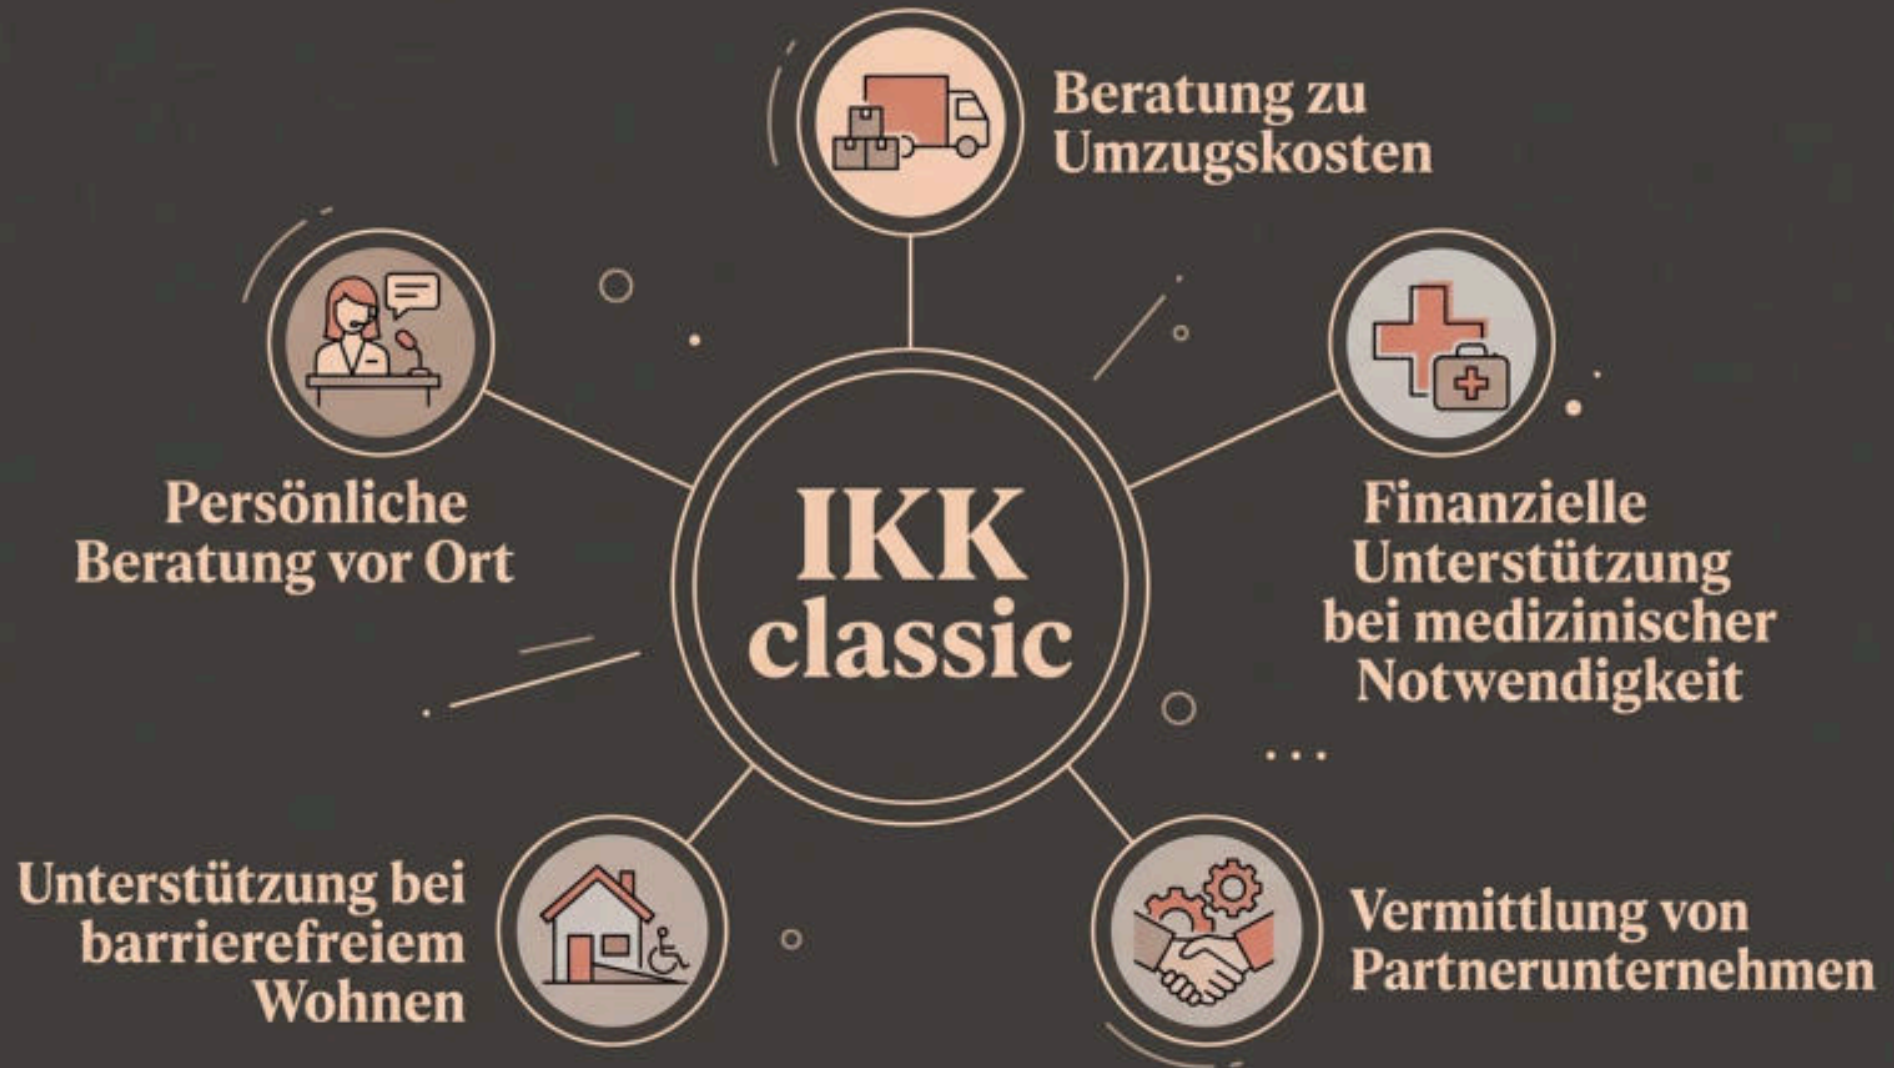 Beratung zu
Umzugskosten
Persönliche
Beratung vor Ort
Finanzielle
Unterstützung
bei medizinischer
Notwendigkeit
IKK
classic
Unterstützung bei
barrierefreiem
Wohnen
Vermittlung von
Partnerunternehmen